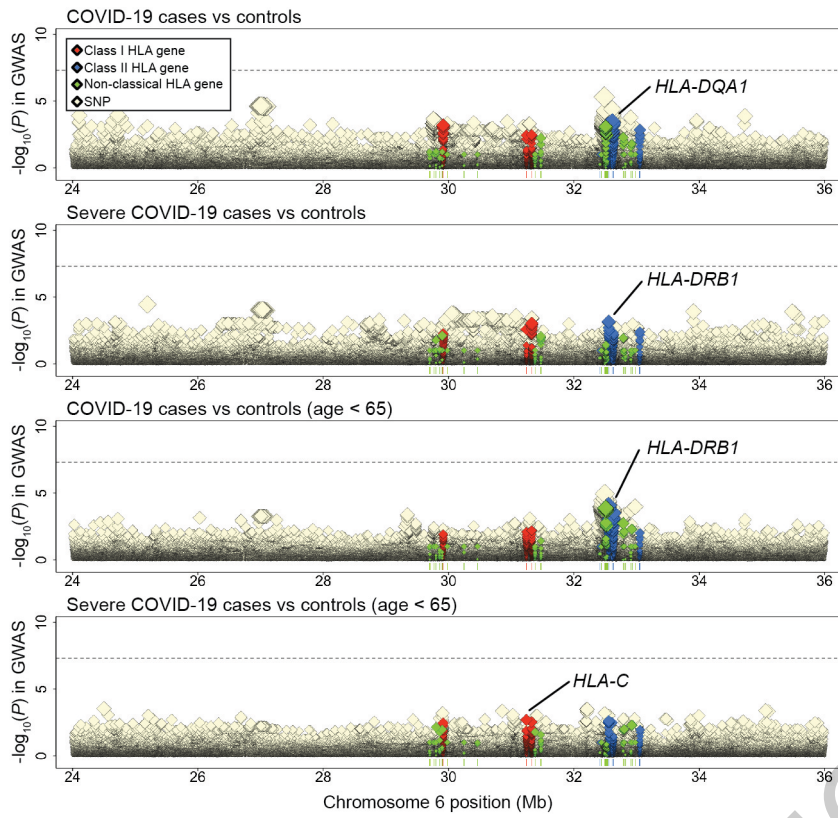 COVID-19 cases vs controls
10
5
0
-log10(P) in GWAS
Class I HLA gene
Class II HLA gene
Non-classical HLA gene
SNP
HLA-DQA1
24 26 28 30 32 34 36
Severe COVID-19 cases vs controls
10
5
0
-log10(P) in GWAS
HLA-DRB1
24 26 28 30 32 34 36
COVID-19 cases vs controls (age < 65)
10
5
0
-log10(P) in GWAS
HLA-DRB1
24 26 28 30 32 34 36
Severe COVID-19 cases vs controls (age < 65)
10
5
0
-log10(P) in GWAS
HLA-C
24 26 28 30 32 34 36
Chromosome 6 position (Mb)